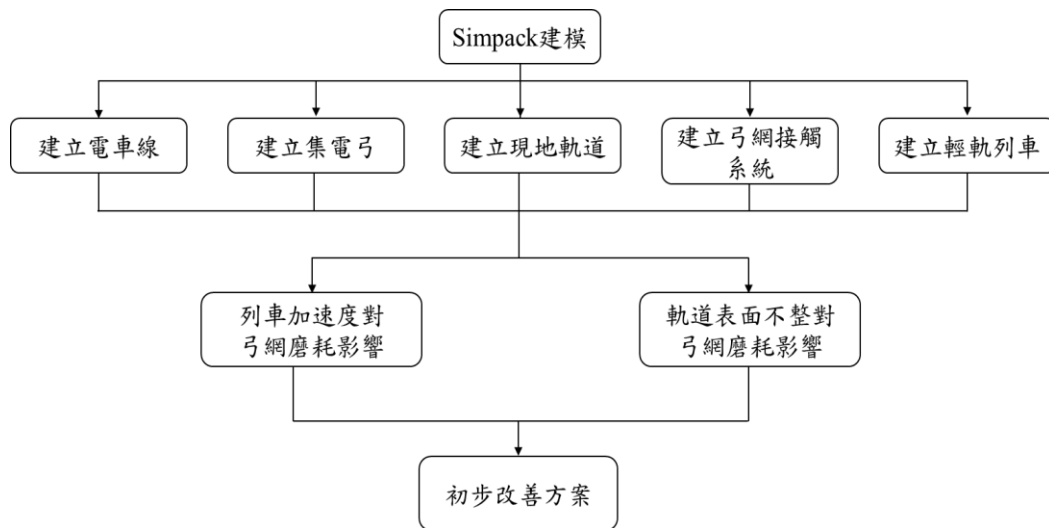 Simpack建模
建立電車線
建立集電弓
建立現地軌道
建立弓網接觸
系統
建立輕軌列車
列車加速度對
弓網磨耗影響
軌道表面不整對
弓網磨耗影響
初步改善方案